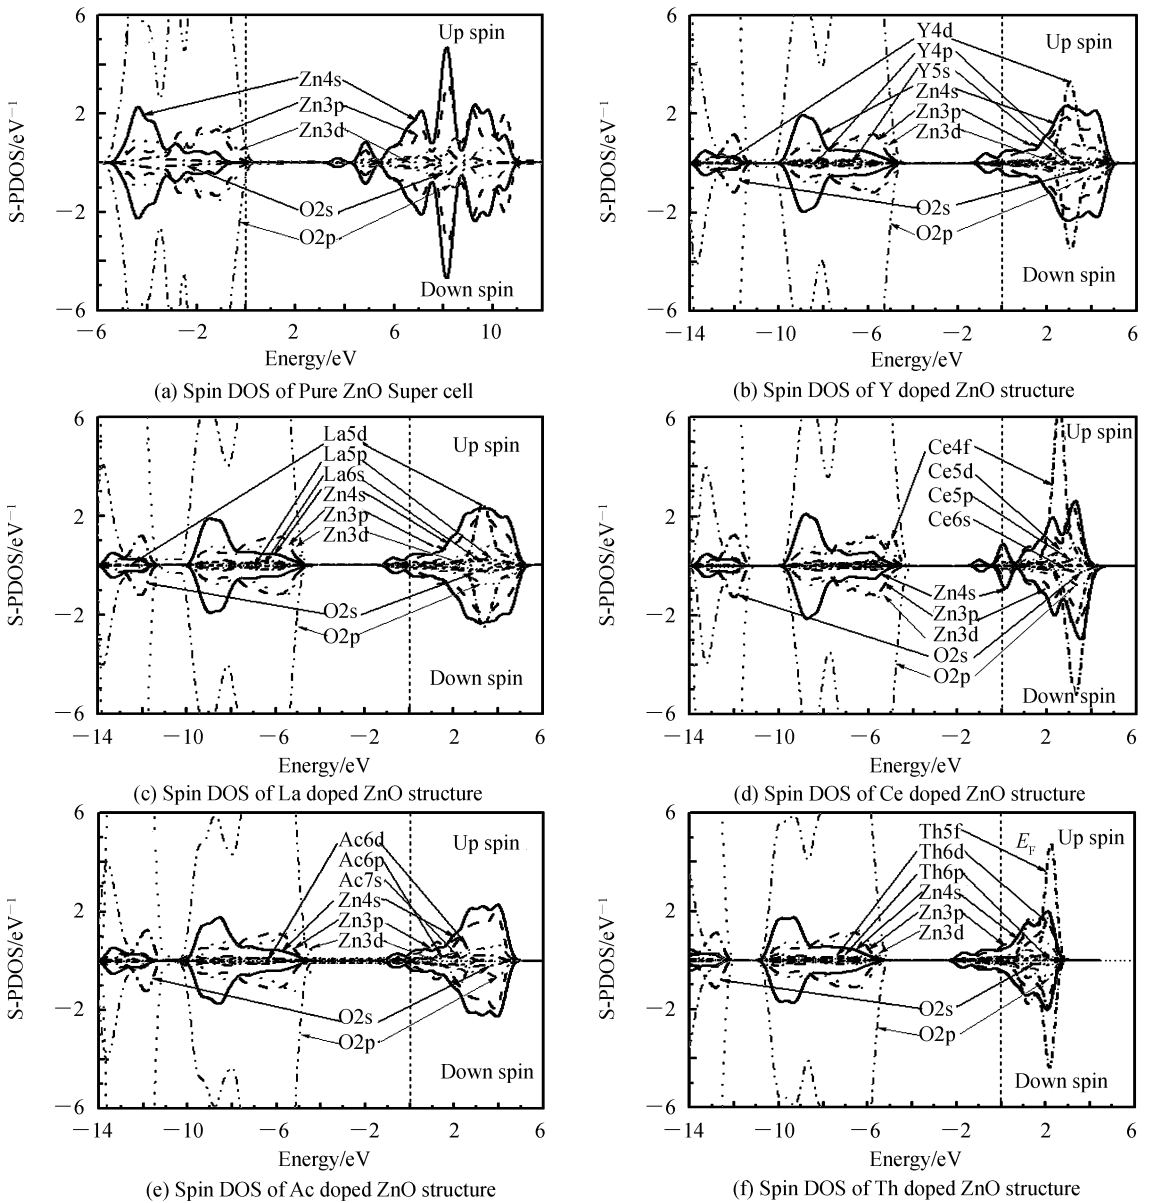 6
2
−2
−6
−6
−2
2
6
10
S-PDOS/eV−1
Energy/eV
Up spin
Zn4s
Zn3p
Zn3d
O2s
O2p
Down spin
(a) Spin DOS of Pure ZnO Super cell
6
2
−2
−6
−14
−10
−6
−2
2
6
S-PDOS/eV−1
Energy/eV
Y4d
Y4p
Y5s
Zn4s
Zn3p
Zn3d
Up spin
O2s
O2p
Down spin
(b) Spin DOS of Y doped ZnO structure
6
2
−2
−6
−14
−10
−6
−2
2
6
S-PDOS/eV−1
Energy/eV
La5d
La5p
La6s
Zn4s
Zn3p
Zn3d
Up spin
O2s
O2p
Down spin
(c) Spin DOS of La doped ZnO structure
6
2
−2
−6
−14
−10
−6
−2
2
6
S-PDOS/eV−1
Energy/eV
Up spin
Ce4f
Ce5d
Ce5p
Ce6s
Zn4s
Zn3p
Zn3d
O2s
O2p
Down spin
(d) Spin DOS of Ce doped ZnO structure
6
2
−2
−6
−14
−10
−6
−2
2
6
S-PDOS/eV−1
Energy/eV
Ac6d
Ac6p
Ac7s
Zn4s
Zn3p
Zn3d
Up spin
O2s
O2p
Down spin
(e) Spin DOS of Ac doped ZnO structure
6
2
−2
−6
−14
−10
−6
−2
2
6
S-PDOS/eV−1
Energy/eV
Th5f
Th6d
Th6p
Zn4s
Zn3p
Zn3d
EF
Up spin
O2s
O2p
Down spin
(f) Spin DOS of Th doped ZnO structure